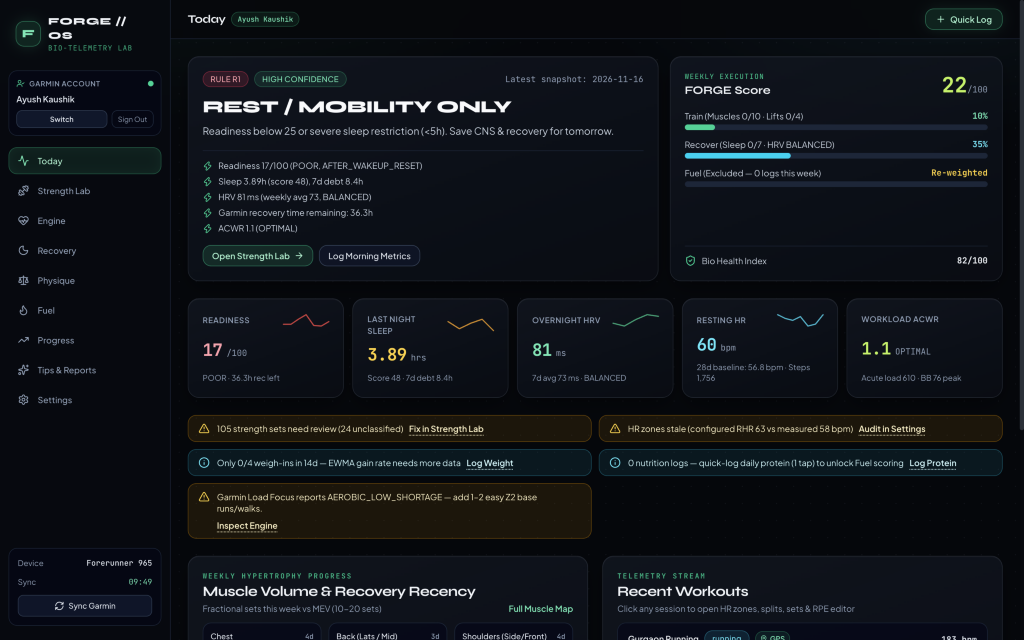 FORGE //
OS
BIO-TELEMETRY LAB
GARMIN ACCOUNT
Ayush Kaushik
Switch
Sign Out
Today
Strength Lab
Engine
Recovery
Physique
Fuel
Progress
Tips & Reports
Settings
Device Forerunner 965
Sync 09:49
Sync Garmin
Today Ayush Kaushik
+ Quick Log
RULE R1 HIGH CONFIDENCE Latest snapshot: 2026-11-16
REST / MOBILITY ONLY
Readiness below 25 or severe sleep restriction (<5h). Save CNS & recovery for tomorrow.
Readiness 17/100 (POOR, AFTER_WAKEUP_RESET)
Sleep 3.89h (score 48), 7d debt 8.4h
HRV 81 ms (weekly avg 73, BALANCED)
Garmin recovery time remaining: 36.3h
ACWR 1.1 (OPTIMAL)
Open Strength Lab → Log Morning Metrics
WEEKLY EXECUTION
FORGE Score
22/100
Train (Muscles 0/10 · Lifts 0/4) 10%
Recover (Sleep 0/7 · HRV BALANCED) 35%
Fuel (Excluded — 0 logs this week) Re-weighted
Bio Health Index 82/100
READINESS
17 /100
POOR · 36.3h rec left
LAST NIGHT
SLEEP
3.89 hrs
Score 48 · 7d debt 8.4h
OVERNIGHT HRV
81 ms
7d avg 73 ms · BALANCED
RESTING HR
60 bpm
28d baseline: 56.8 bpm · Steps
1,756
WORKLOAD ACWR
1.1 OPTIMAL
Acute load 610 · BB 76 peak
105 strength sets need review (24 unclassified) Fix in Strength Lab
HR zones stale (configured RHR 63 vs measured 58 bpm) Audit in Settings
Only 0/4 weigh-ins in 14d — EWMA gain rate needs more data Log Weight
0 nutrition logs — quick-log daily protein (1 tap) to unlock Fuel scoring Log Protein
Garmin Load Focus reports AEROBIC_LOW_SHORTAGE — add 1–2 easy Z2 base
runs/walks.
Inspect Engine
WEEKLY HYPERTROPHY PROGRESS
Muscle Volume & Recovery Recency
Fractional sets this week vs MEV (10–20 sets) Full Muscle Map
Chest 4d
Back (Lats / Mid) 3d
Shoulders (Side/Front) 4d
TELEMETRY STREAM
Recent Workouts
Click any session to open HR zones, splits, sets & RPE editor
Gurgaon Running running GPS 183 bpm